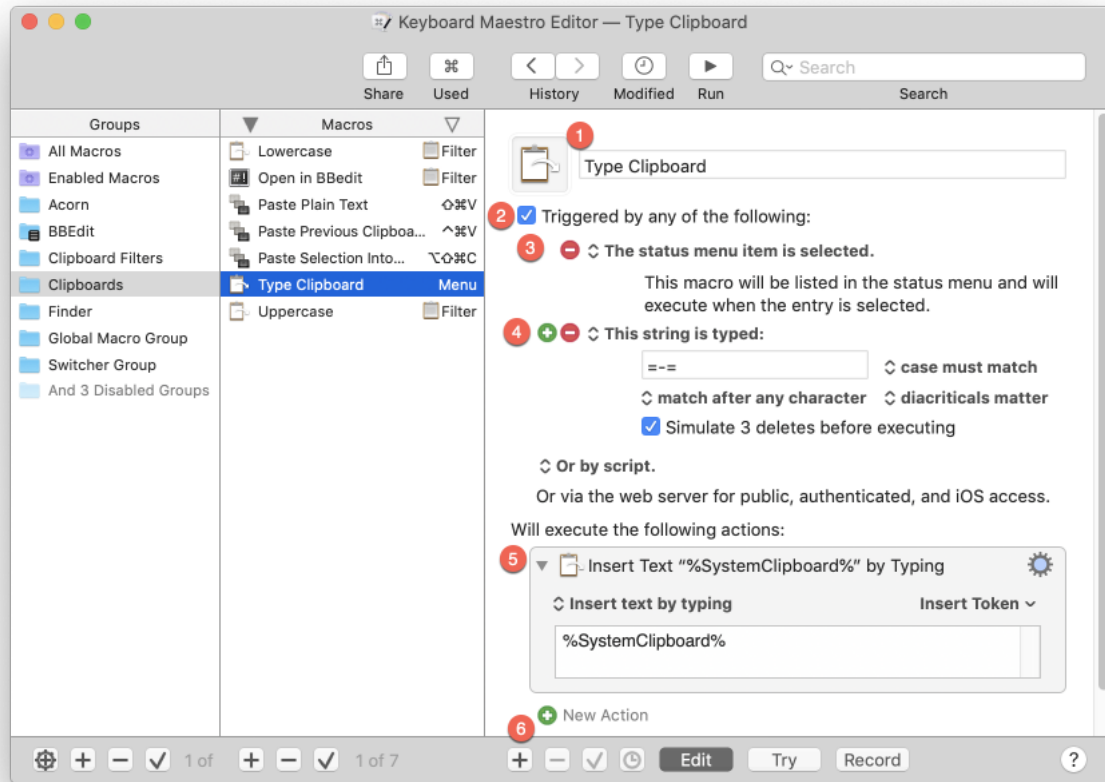 Keyboard Maestro Editor — Type Clipboard
Share
Used
History
Modified
Run
Search
Search
Groups
All Macros
Enabled Macros
Acorn
BBEdit
Clipboard Filters
Clipboards
Finder
Global Macro Group
Switcher Group
And 3 Disabled Groups
Macros
Lowercase Filter
Open in BBedit Filter
Paste Plain Text ⇧⌘V
Paste Previous Clipboa... ^⌘V
Paste Selection Into... ⌥⇧⌘C
Type Clipboard Menu
Uppercase Filter
1
Type Clipboard
2 Triggered by any of the following:
3 The status menu item is selected.
This macro will be listed in the status menu and will
execute when the entry is selected.
4 This string is typed:
=-= case must match
match after any character diacriticals matter
Simulate 3 deletes before executing
Or by script.
Or via the web server for public, authenticated, and iOS access.
Will execute the following actions:
5 Insert Text “%SystemClipboard%” by Typing
Insert text by typing Insert Token
%SystemClipboard%
New Action
6
1 of
1 of 7
Edit Try Record ?